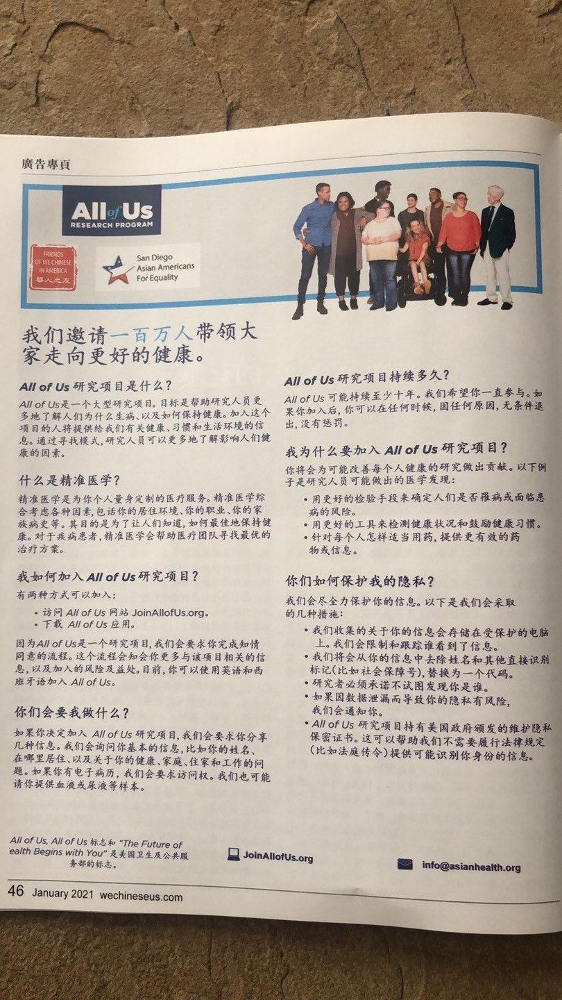 廣告專頁
All of Us
RESEARCH PROGRAM
FRIENDS
OF WE CHINESE
IN AMERICA
華人之友
San Diego
Asian Americans
For Equality
我们邀请一百万人带领大
家走向更好的健康。
All of Us 研究项目是什么?
All of Us是一个大型研究项目。目标是帮助研究人员更
多地了解人们为什么生病、以及如何保持健康。加入这个
项目的人将提供给我们有关健康、习惯和生活环境的信
息。通过寻找模式,研究人员可以更多地了解影响人们健
康的因素。
什么是精准医学?
精准医学是为你个人量身定制的医疗服务。精准医学综
合考虑各种因素,包括你的居住环境、你的职业、你的家
族病史等。其目的是为了让人们知道,如何最佳地保持健
康。对于疾病患者,精准医学会帮助医疗团队寻找最优的
治疗方案。
我如何加入All of Us研究项目?
有两种方式可以加入:
• 访问 All of Us 网站 JoinAllofUs.org。
• 下载 All of Us 应用。
因为All of Us是一个研究项目,我们会要求你完成知情
同意的流程。这个流程会知会你更多与该项目相关的信
息,以及加入的风险及益处。目前,你可以使用英语和西
班牙语加入 All of Us。
你们会要我做什么?
如果你决定加入 All of Us 研究项目,我们会要求你分享
几种信息。我们会询问你基本的信息,比如你的姓名、
在哪里居住、以及关于你的健康、家庭、住家和工作的问
题。如果你有电子病历, 我们会要求访问权。我们也可能
请你提供血液或尿液等样本。
All of Us 研究项目持续多久?
All of Us 可能持续至少十年。我们希望你一直参与。如
果你加入后,你可以在任何时候,因任何原因,无条件退
出,没有惩罚。
我为什么要加入 All of Us 研究项目?
你将会为可能改善每个人健康的研究做出贡献。以下例
子是研究人员可能做出的医学发现:
• 用更好的检验手段来确定人们是否罹病或面临患
病的风险。
• 用更好的工具来检测健康状况和鼓励健康习惯。
• 针对每个人怎样适当用药,提供更有效的药
物或信息。
你们如何保护我的隐私?
我们会尽全力保护你的信息。以下是我们会采取
的几种措施:
• 我们收集的关于你的信息会存储在受保护的电脑
上。我们会限制和跟踪谁看到了信息。
• 我们将会从你的信息中去除姓名和其他直接识别
标记(比如社会保障号),替换为一个代码。
• 研究者必须承诺不试图发现你是谁。
• 如果因数据泄漏而导致你的隐私有风险,
我们会通知你。
• All of Us 研究项目持有美国政府颁发的维护隐私
保密证书。这可以帮助我们不需要履行法律规定
(比如法庭传令)提供可能识别你身份的信息。
All of Us, All of Us 标志和 “The Future of
ealth Begins with You” 是美国卫生及公共服
务部的标志。
JoinAllofUs.org
info@asianhealth.org
46 January 2021 wechineseus.com